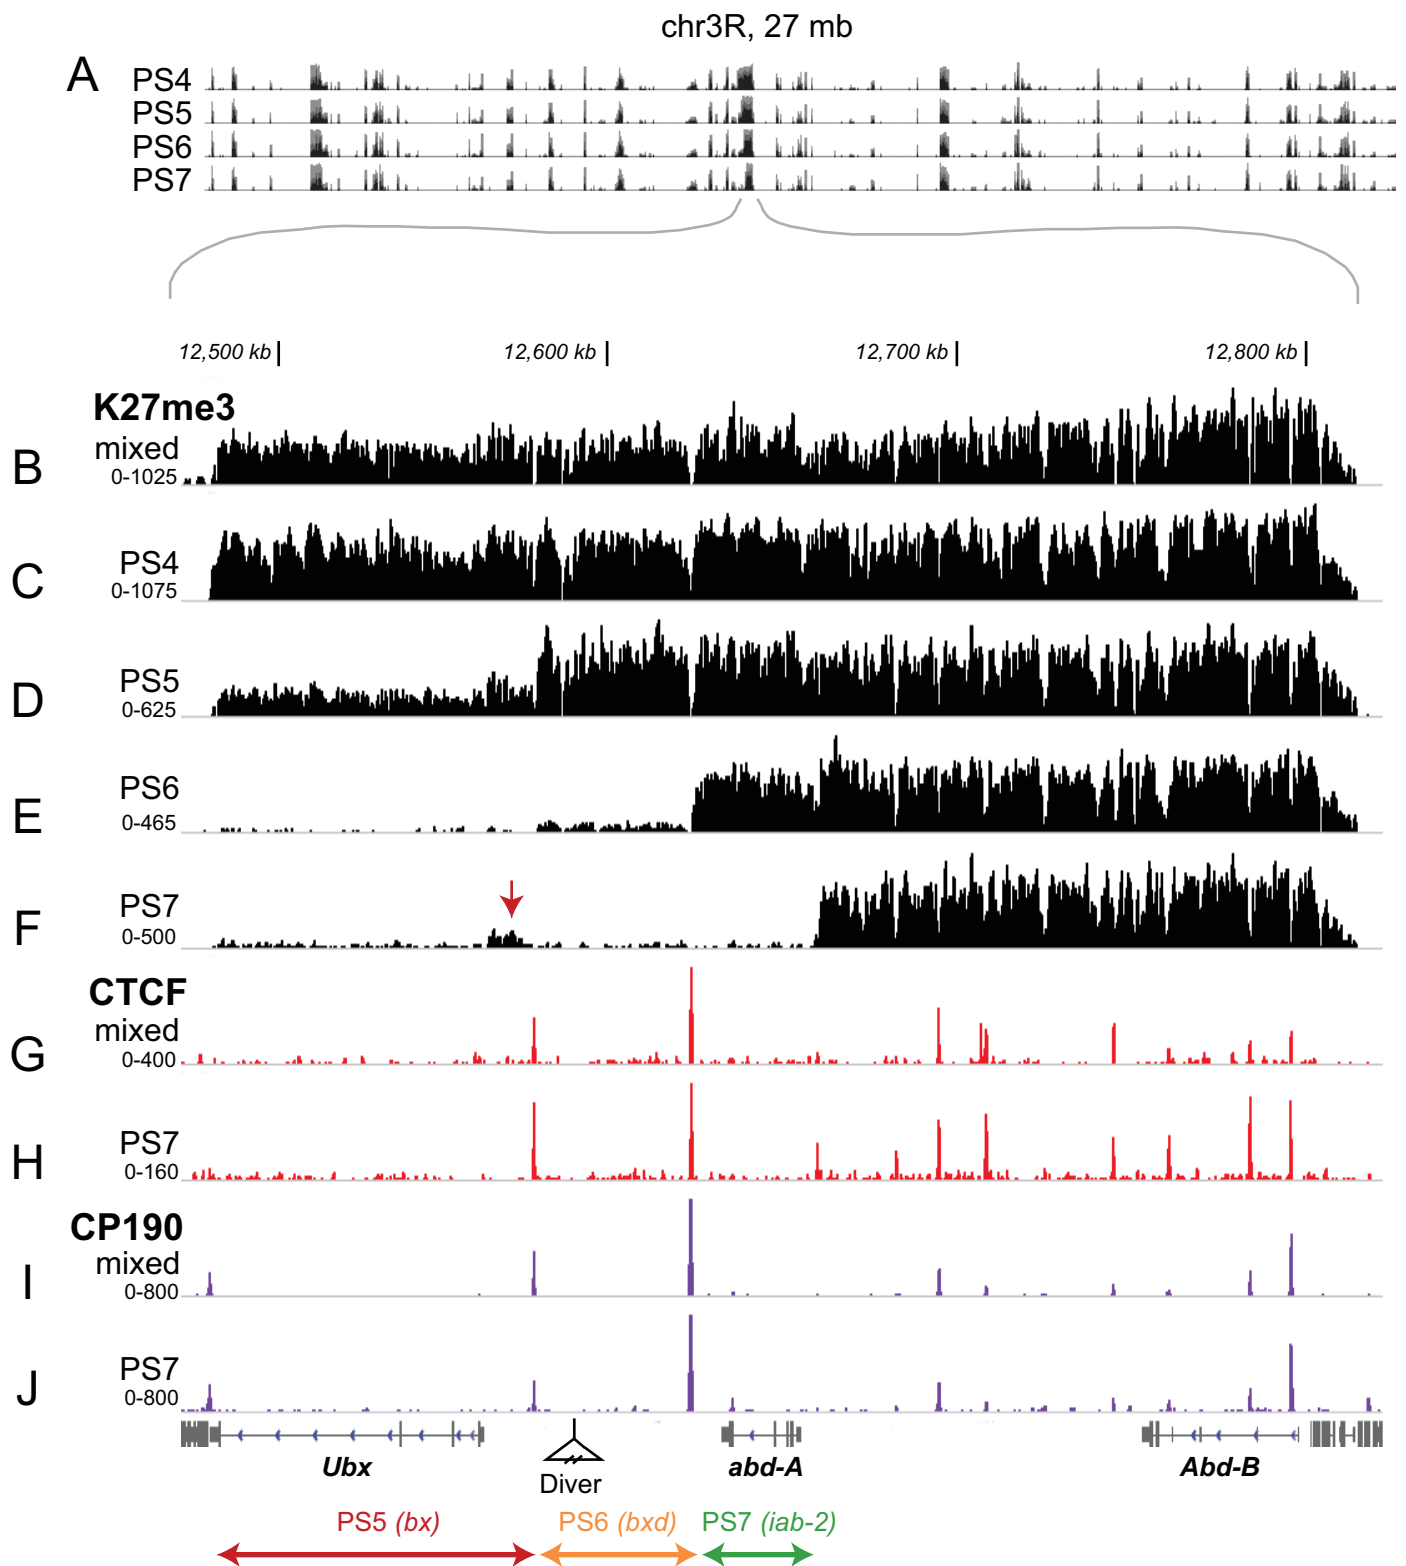 chr3R, 27 mb
A
PS4
PS5
PS6
PS7
12,500 kb 12,600 kb 12,700 kb 12,800 kb
K27me3
B
mixed
0-1025
C
PS4
0-1075
D
PS5
0-625
E
PS6
0-465
F
PS7
0-500
CTCF
G
mixed
0-400
H
PS7
0-160
CP190
I
mixed
0-800
J
PS7
0-800
Ubx abd-A Abd-B
Diver
PS5 (bx) PS6 (bxd) PS7 (iab-2)